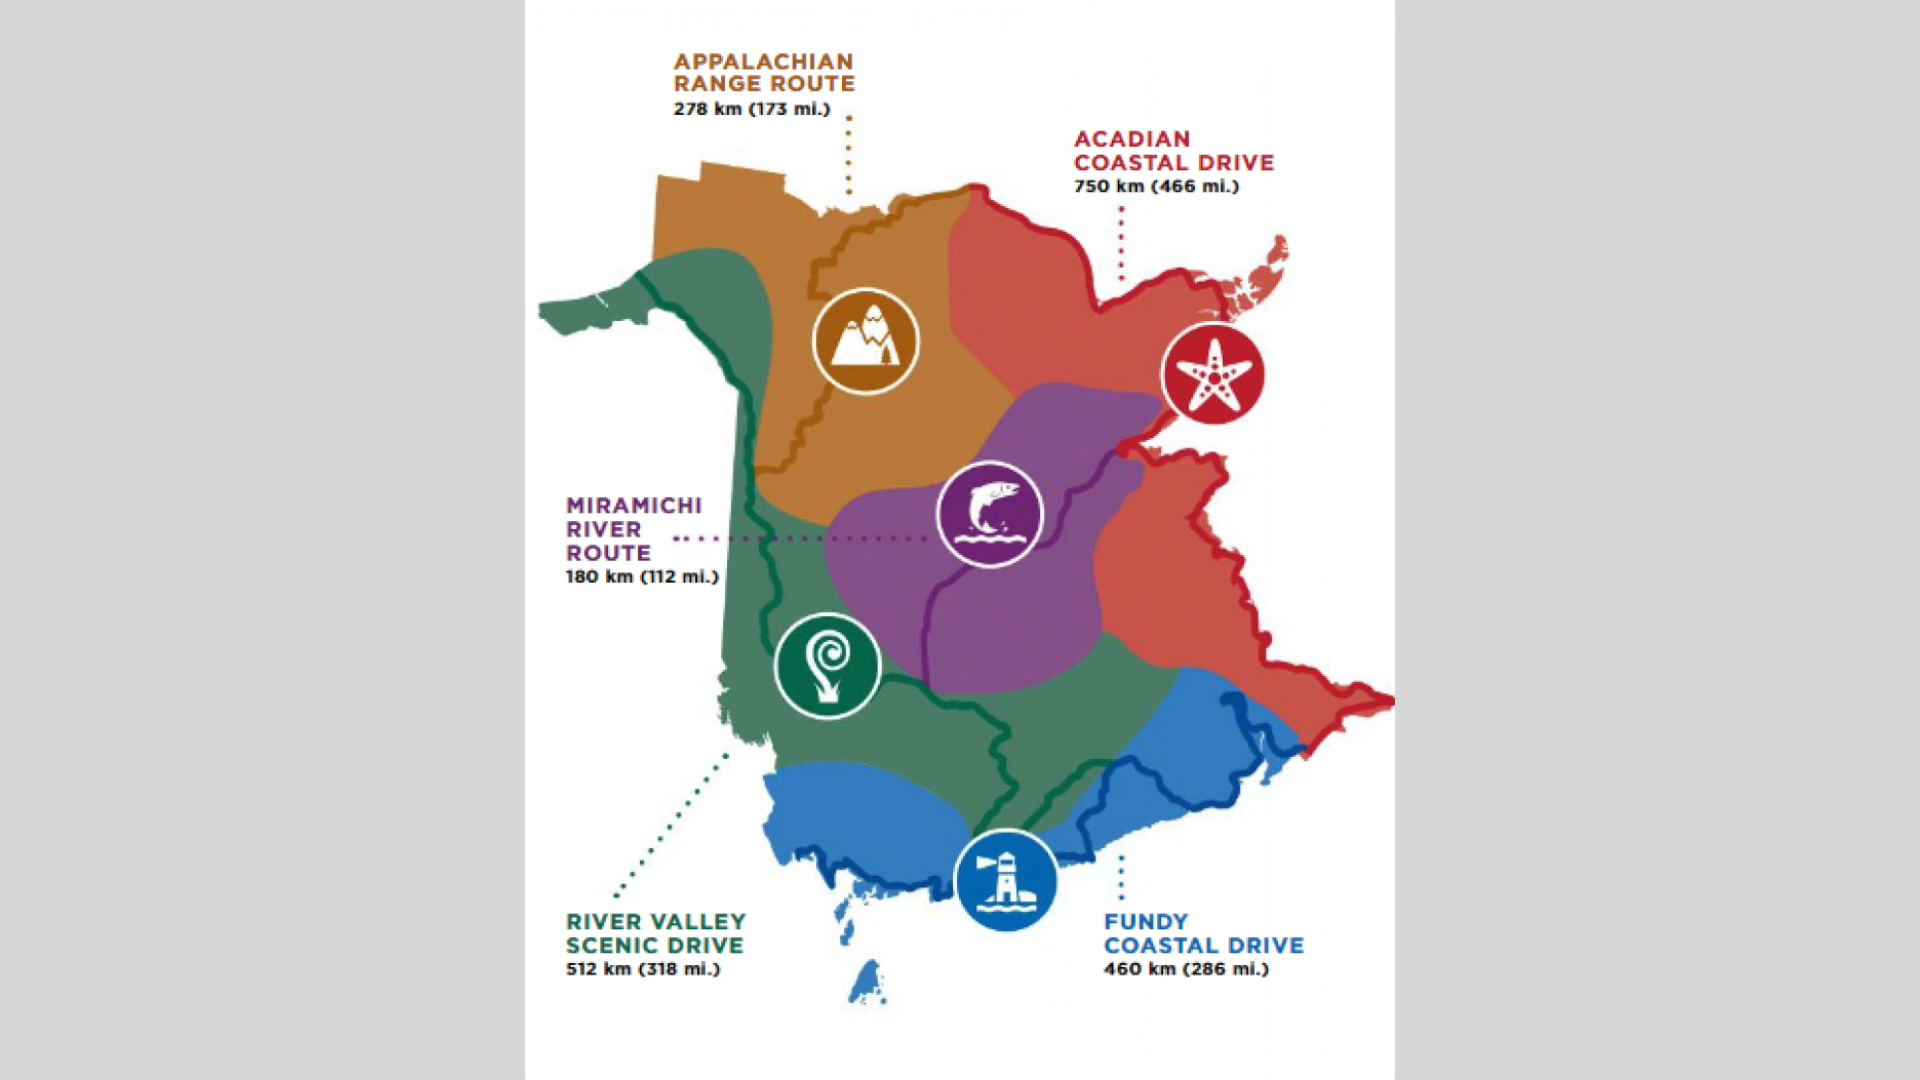 APPALACHIAN
RANGE ROUTE
278 km (173 mi.)
ACADIAN
COASTAL DRIVE
750 km (466 mi.)
MIRAMICHI
RIVER
ROUTE
180 km (112 mi.)
RIVER VALLEY
SCENIC DRIVE
512 km (318 mi.)
FUNDY
COASTAL DRIVE
460 km (286 mi.)